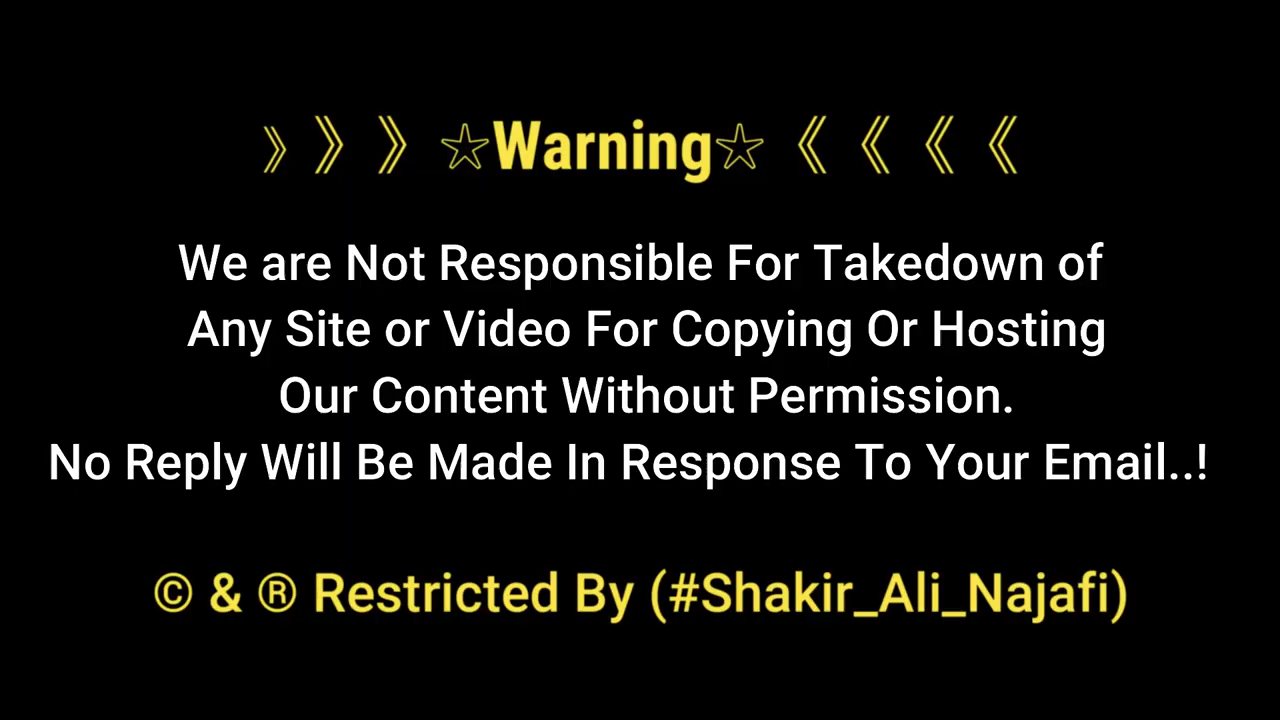 》》》☆Warning☆《《《《
We are Not Responsible For Takedown of
Any Site or Video For Copying Or Hosting
Our Content Without Permission.
No Reply Will Be Made In Response To Your Email..!
© & ® Restricted By (#Shakir_Ali_Najafi)